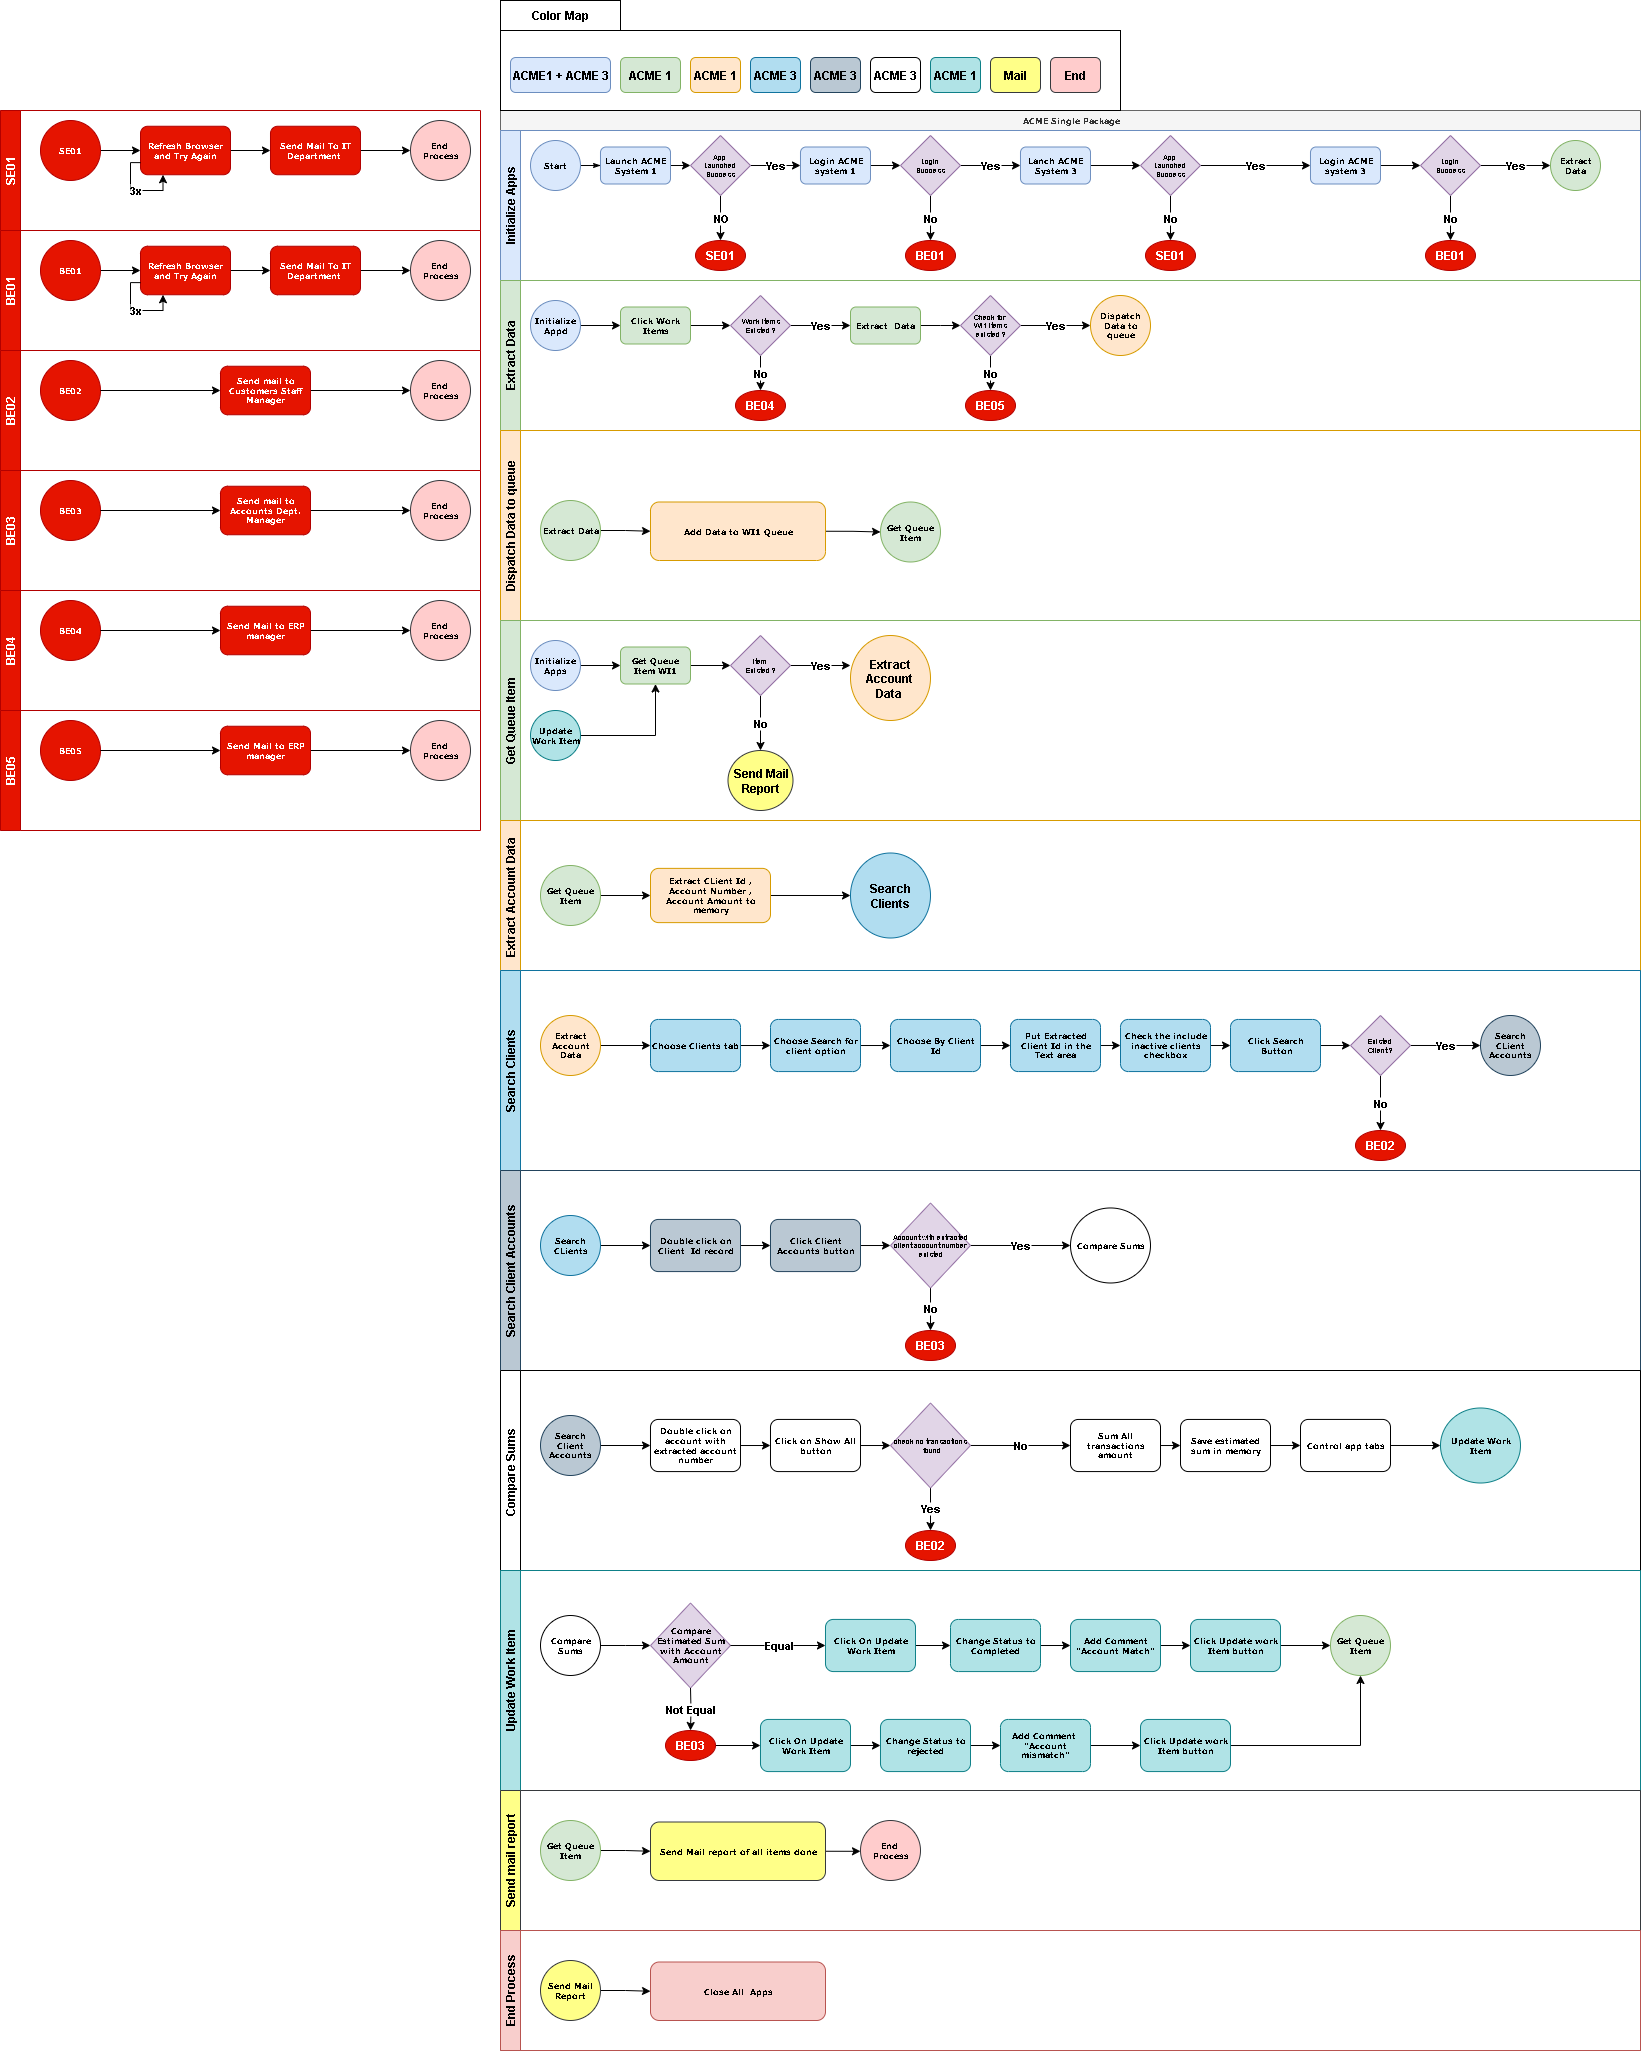 Color Map
ACME1 + ACME 3
ACME 1
ACME 1
ACME 3
ACME 3
ACME 3
ACME 1
Mail
End
SE01
SE01
Refresh Browser
and Try Again
3x
Send Mail To IT
Department
End
Process
BE01
BE01
Refresh Browser
and Try Again
3x
Send Mail To IT
Department
End
Process
BE02
BE02
Send mail to
Customers Staff
Manager
End
Process
BE03
BE03
Send mail to
Accounts Dept.
Manager
End
Process
BE04
BE04
Send Mail to ERP
manager
End
Process
BE05
BE05
Send Mail to ERP
manager
End
Process
ACME Single Package
Initialize Apps
Start
Launch ACME
System 1
App
Launched
Success
Yes
Login ACME
system 1
Login
Success
Yes
Lanch ACME
System 3
App
Launched
Success
Yes
Login ACME
system 3
Login
Success
Yes
Extract
Data
NO
No
No
No
SE01
BE01
SE01
BE01
Extract Data
Initialize
Appd
Click Work
Items
Work Items
Existed ?
Yes
Extract Data
Check for
WI1 Items
existed ?
Yes
Dispatch
Data to
queue
No
No
BE04
BE05
Dispatch Data to queue
Extract Data
Add Data to WI1 Queue
Get Queue
Item
Get Queue Item
Initialize
Apps
Get Queue
Item WI1
Item
Existed ?
Yes
Extract
Account
Data
Update
Work Item
No
Send Mail
Report
Extract Account Data
Get Queue
Item
Extract CLient Id ,
Account Number ,
Account Amount to
memory
Search
Clients
Search Clients
Extract
Account
Data
Choose Clients tab
Choose Search for
client option
Choose By Client
Id
Put Extracted
Client Id in the
Text area
Check the include
inactive clients
checkbox
Click Search
Button
Existed
Client?
Yes
Search
CLient
Accounts
No
BE02
Search Client Accounts
Search
CLients
Double click on
Client Id record
Click Client
Accounts button
Account with extracted
client account number
existed
Yes
Compare Sums
No
BE03
Compare Sums
Search
Client
Accounts
Double click on
account with
extracted account
number
Click on Show All
button
check no transactions
found
No
Sum All
transactions
amount
Save estimated
sum in memory
Control app tabs
Update Work
Item
Yes
BE02
Update Work Item
Compare
Sums
Compare
Estimated Sum
with Account
Amount
Equal
Click On Update
Work Item
Change Status to
Completed
Add Comment
"Account Match"
Click Update work
Item button
Get Queue
Item
Not Equal
BE03
Click On Update
Work Item
Change Status to
rejected
Add Comment
"Account
mismatch"
Click Update work
Item button
Send mail report
Get Queue
Item
Send Mail report of all items done
End
Process
End Process
Send Mail
Report
Close All Apps